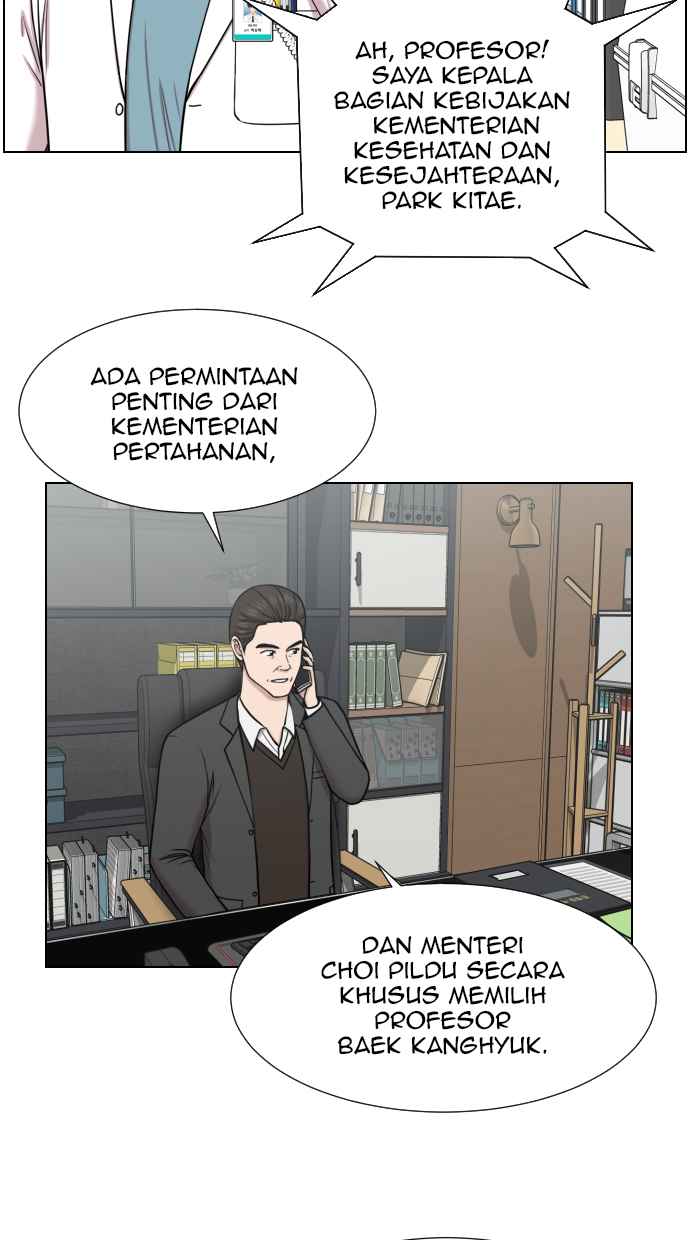 AH, PROFESOR!
SAYA KEPALA
BAGIAN KEBIJAKAN
KEMENTERIAN
KESEHATAN DAN
KESEJAHTERAAN,
PARK KITAE.
ADA PERMINTAAN
PENTING DARI
KEMENTERIAN
PERTAHANAN,
DAN MENTERI
CHOI PILDU SECARA
KHUSUS MEMILIH
PROFESOR
BAEK KANGHYUK.